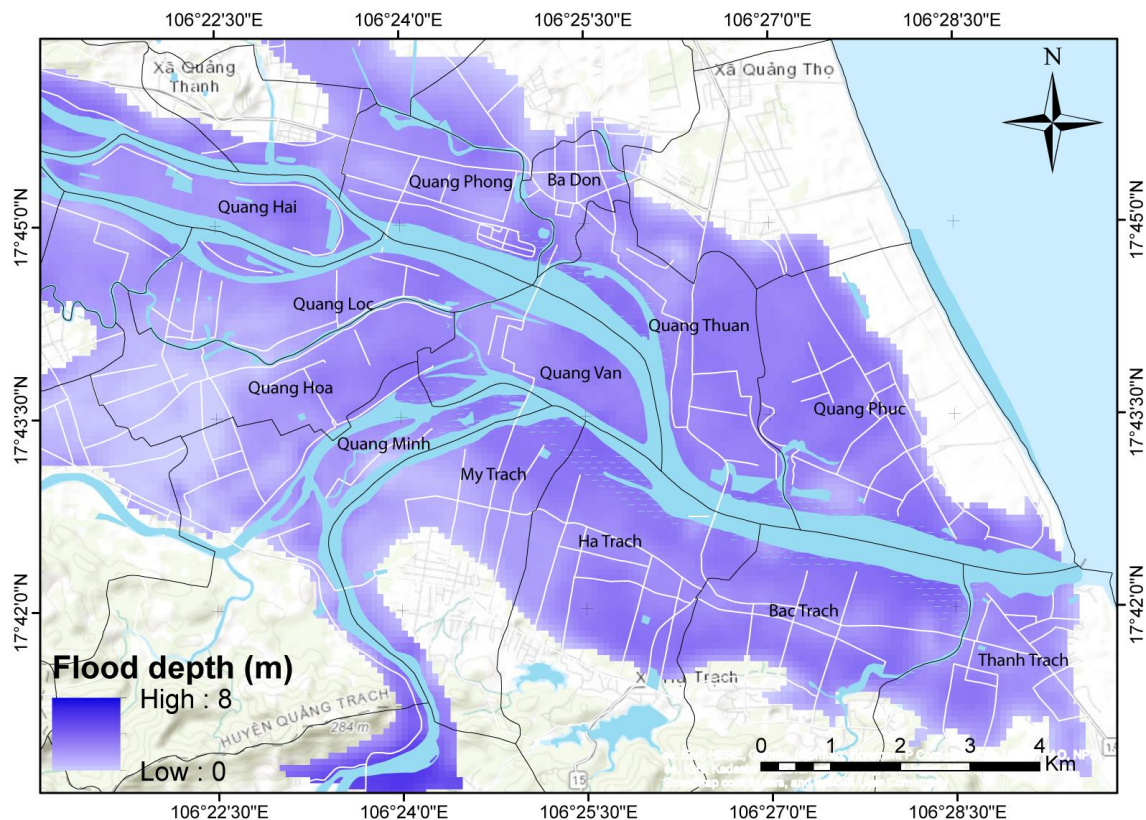 106°22'30"E 106°24'0"E 106°25'30"E 106°27'0"E 106°28'30"E
Xã Quảng
Thanh
Xã Quảng Thọ
N
Quang Phong
Ba Don
Quang Hai
17°45'0"N
17°45'0"N
Quang Loc
Quang Thuan
Quang Hoa
Quang Van
Quang Phuc
17°43'30"N
17°43'30"N
Quang Minh
My Trach
Ha Trach
Bac Trach
17°42'0"N
17°42'0"N
Thanh Trach
Flood depth (m)
High : 8
Low : 0
HUYỆN QUẢNG TRẠCH
284 m
Trạch
15
0 1 2 3 4
Km
106°22'30"E 106°24'0"E 106°25'30"E 106°27'0"E 106°28'30"E